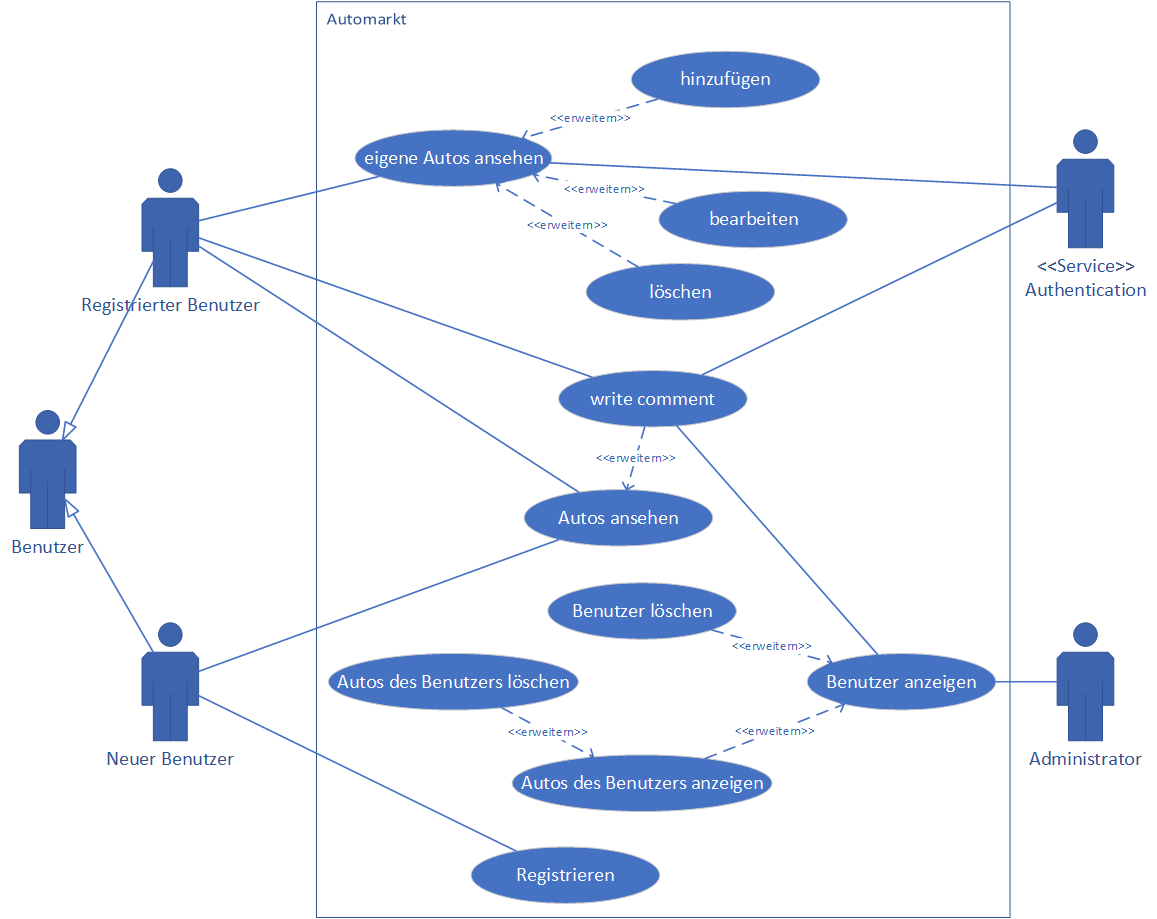 Automarkt
hinzufügen
<<erweitern>>
eigene Autos ansehen
<<erweitern>>
bearbeiten
<<erweitern>>
löschen
<<Service>>
Authentication
Registrierter Benutzer
write comment
<<erweitern>>
Autos ansehen
Benutzer
Benutzer löschen
<<erweitern>>
Autos des Benutzers löschen
Benutzer anzeigen
<<erweitern>>
<<erweitern>>
Neuer Benutzer
Administrator
Autos des Benutzers anzeigen
Registrieren